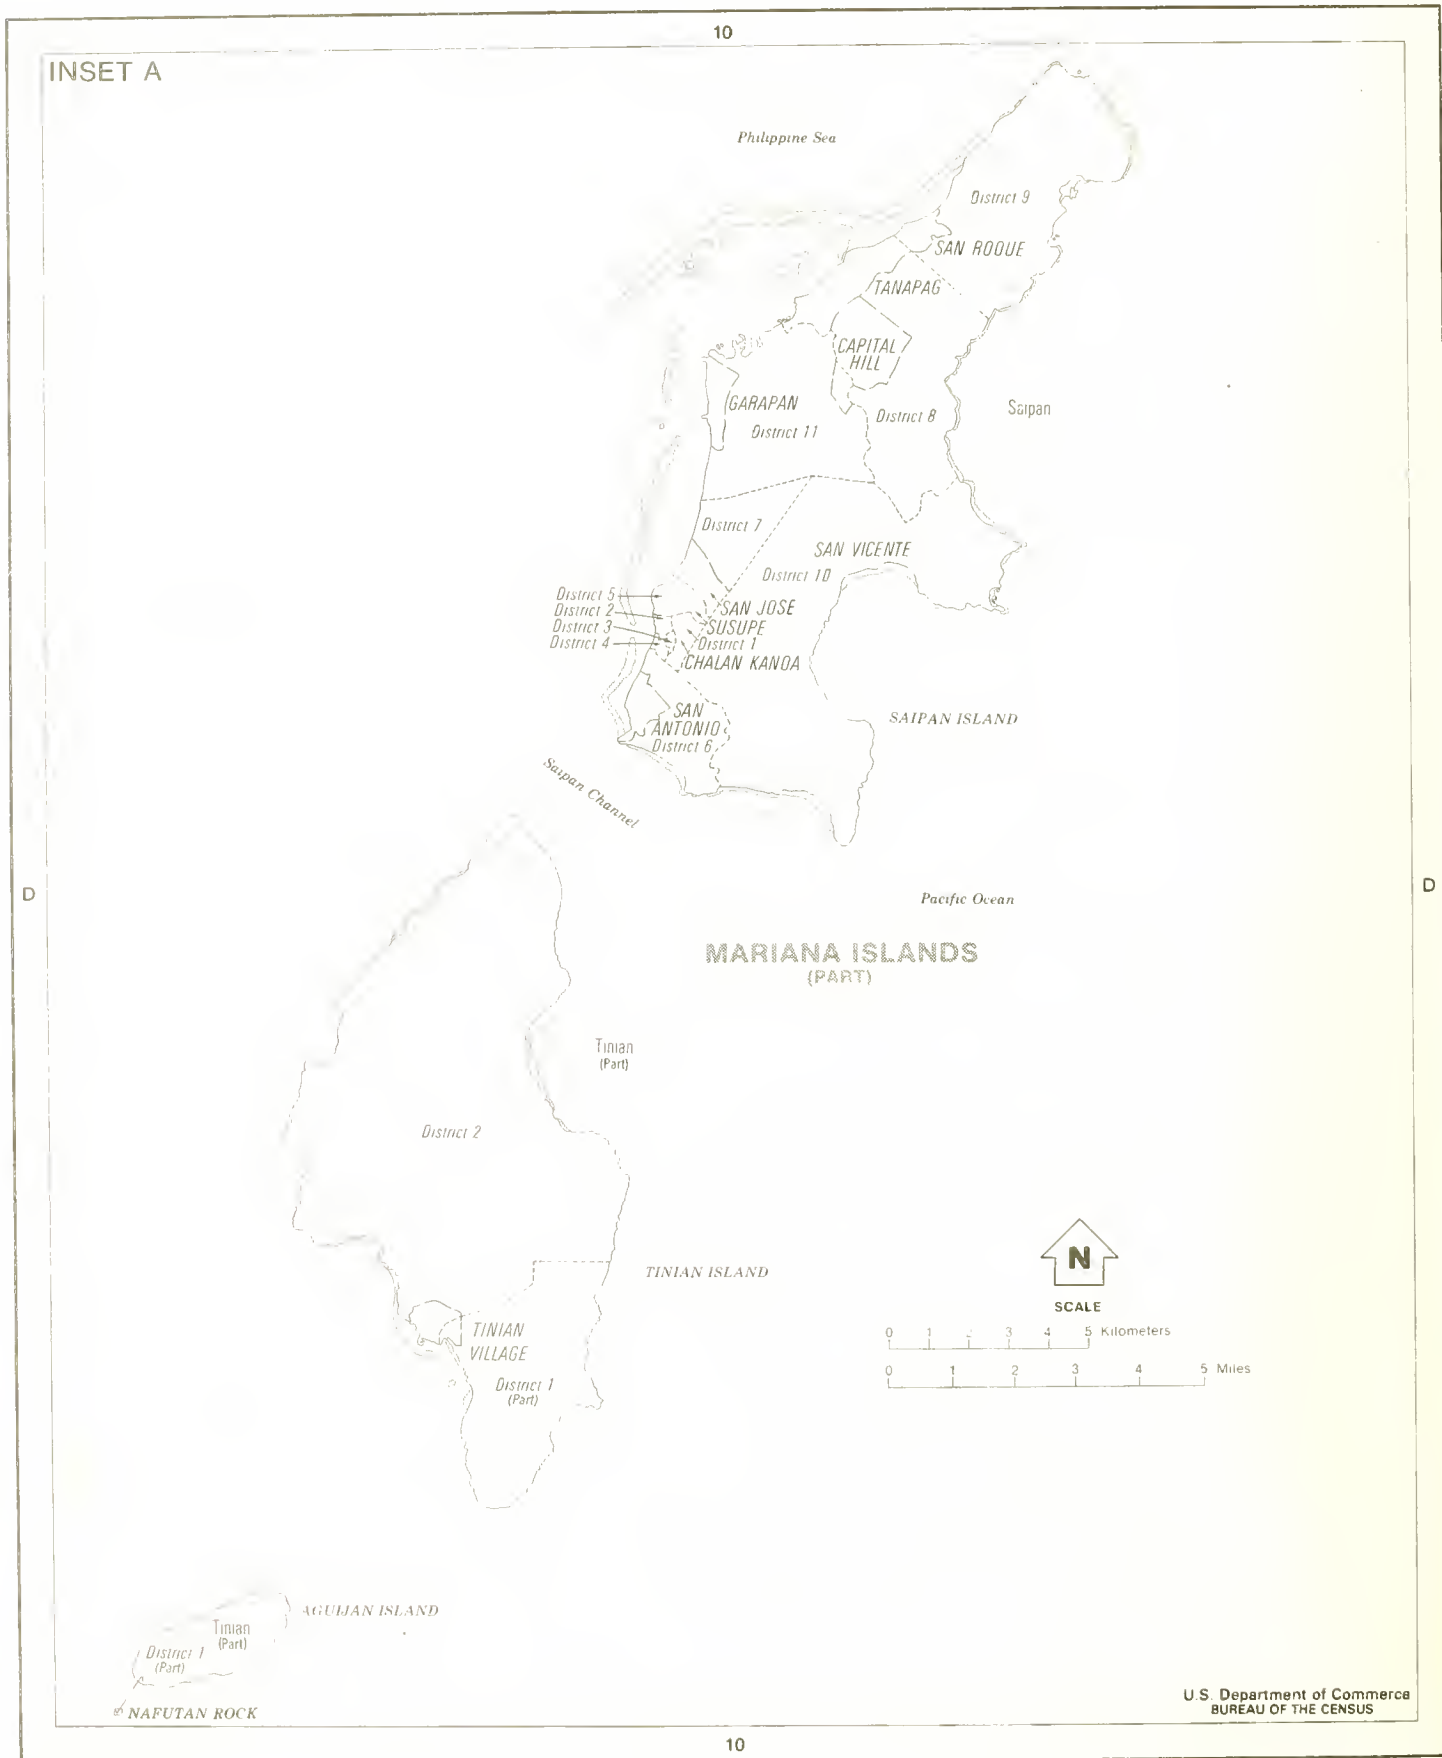 10
INSET A
Philippine Sea
District 9
SAN ROQUE
TANAPAG
CAPITAL
HILL
GARAPAN
District 11
District 8
Saipan
District 7
SAN VICENTE
District 10
District 5
District 2
District 3
District 4
SAN JOSE
SUSUPE
District 1
CHALAN KANOA
SAN
ANTONIO
District 6
SAIPAN ISLAND
Saipan Channel
D
D
Pacific Ocean
MARIANA ISLANDS
(PART)
Tinian
(Part)
District 2
TINIAN ISLAND
N
SCALE
0 1 2 3 4 5 Kilometers
0 1 2 3 4 5 Miles
TINIAN
VILLAGE
District 1
(Part)
AGUIJAN ISLAND
Tinian
(Part)
District 1
(Part)
NAFUTAN ROCK
U.S. Department of Commerce
BUREAU OF THE CENSUS
10